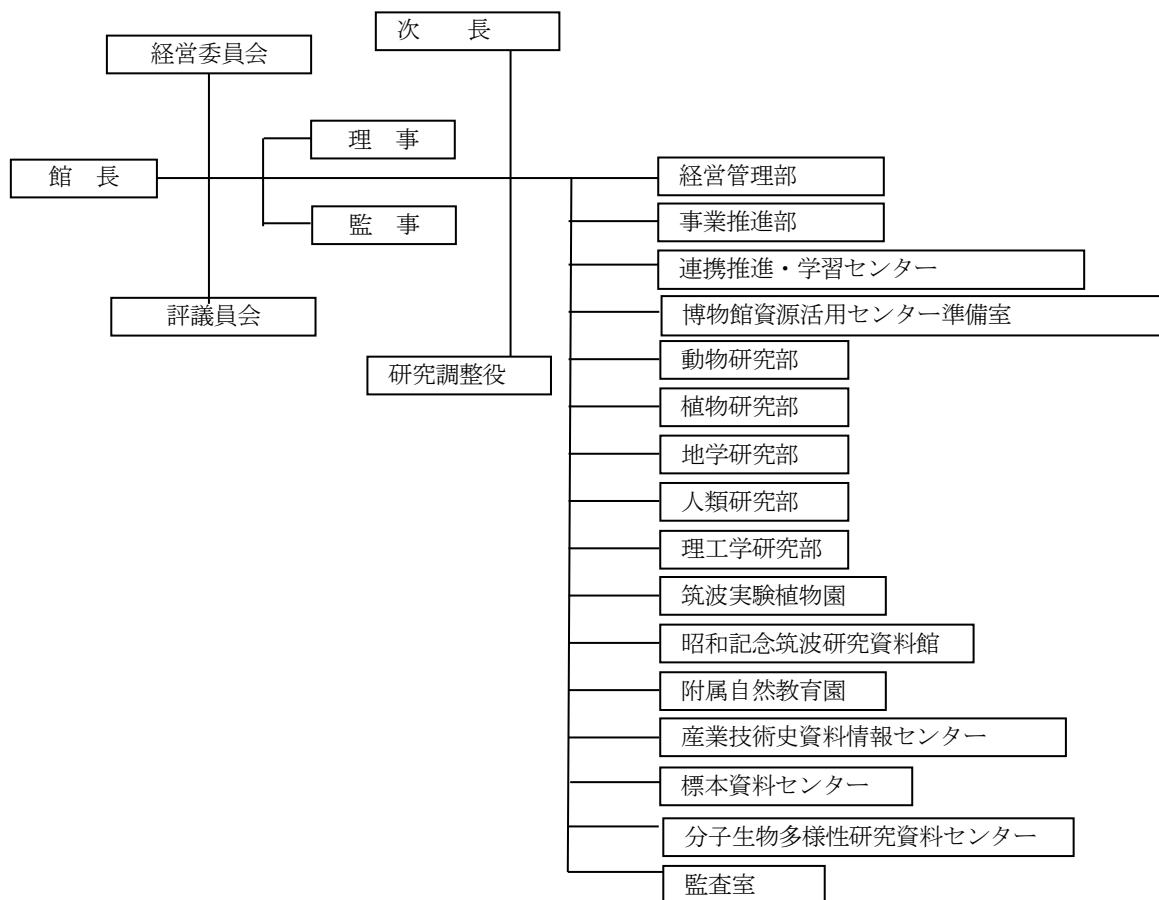 次　　長
経営委員会
理　事
館　長
監　事
評議員会
研究調整役
経営管理部
事業推進部
連携推進・学習センター
博物館資源活用センター準備室
動物研究部
植物研究部
地学研究部
人類研究部
理工学研究部
筑波実験植物園
昭和記念筑波研究資料館
附属自然教育園
産業技術史資料情報センター
標本資料センター
分子生物多様性研究資料センター
監査室